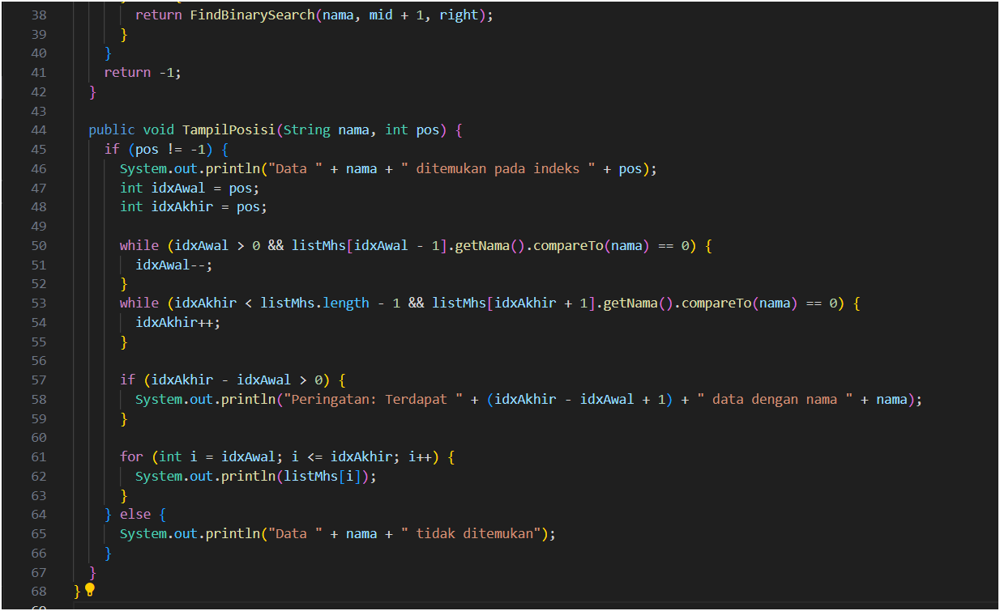 38 return FindBinarySearch(nama, mid + 1, right);
39 }
40 }
41 return -1;
42 }
43
44 public void TampilPosisi(String nama, int pos) {
45 if (pos != -1) {
46 System.out.println("Data " + nama + " ditemukan pada indeks " + pos);
47 int idxAwal = pos;
48 int idxAkhir = pos;
49
50 while (idxAwal > 0 && listMhs[idxAwal - 1].getNama().compareTo(nama) == 0) {
51 idxAwal--;
52 }
53 while (idxAkhir < listMhs.length - 1 && listMhs[idxAkhir + 1].getNama().compareTo(nama) == 0) {
54 idxAkhir++;
55 }
56
57 if (idxAkhir - idxAwal > 0) {
58 System.out.println("Peringatan: Terdapat " + (idxAkhir - idxAwal + 1) + " data dengan nama " + nama);
59 }
60
61 for (int i = idxAwal; i <= idxAkhir; i++) {
62 System.out.println(listMhs[i]);
63 }
64 } else {
65 System.out.println("Data " + nama + " tidak ditemukan");
66 }
67 }
68 }